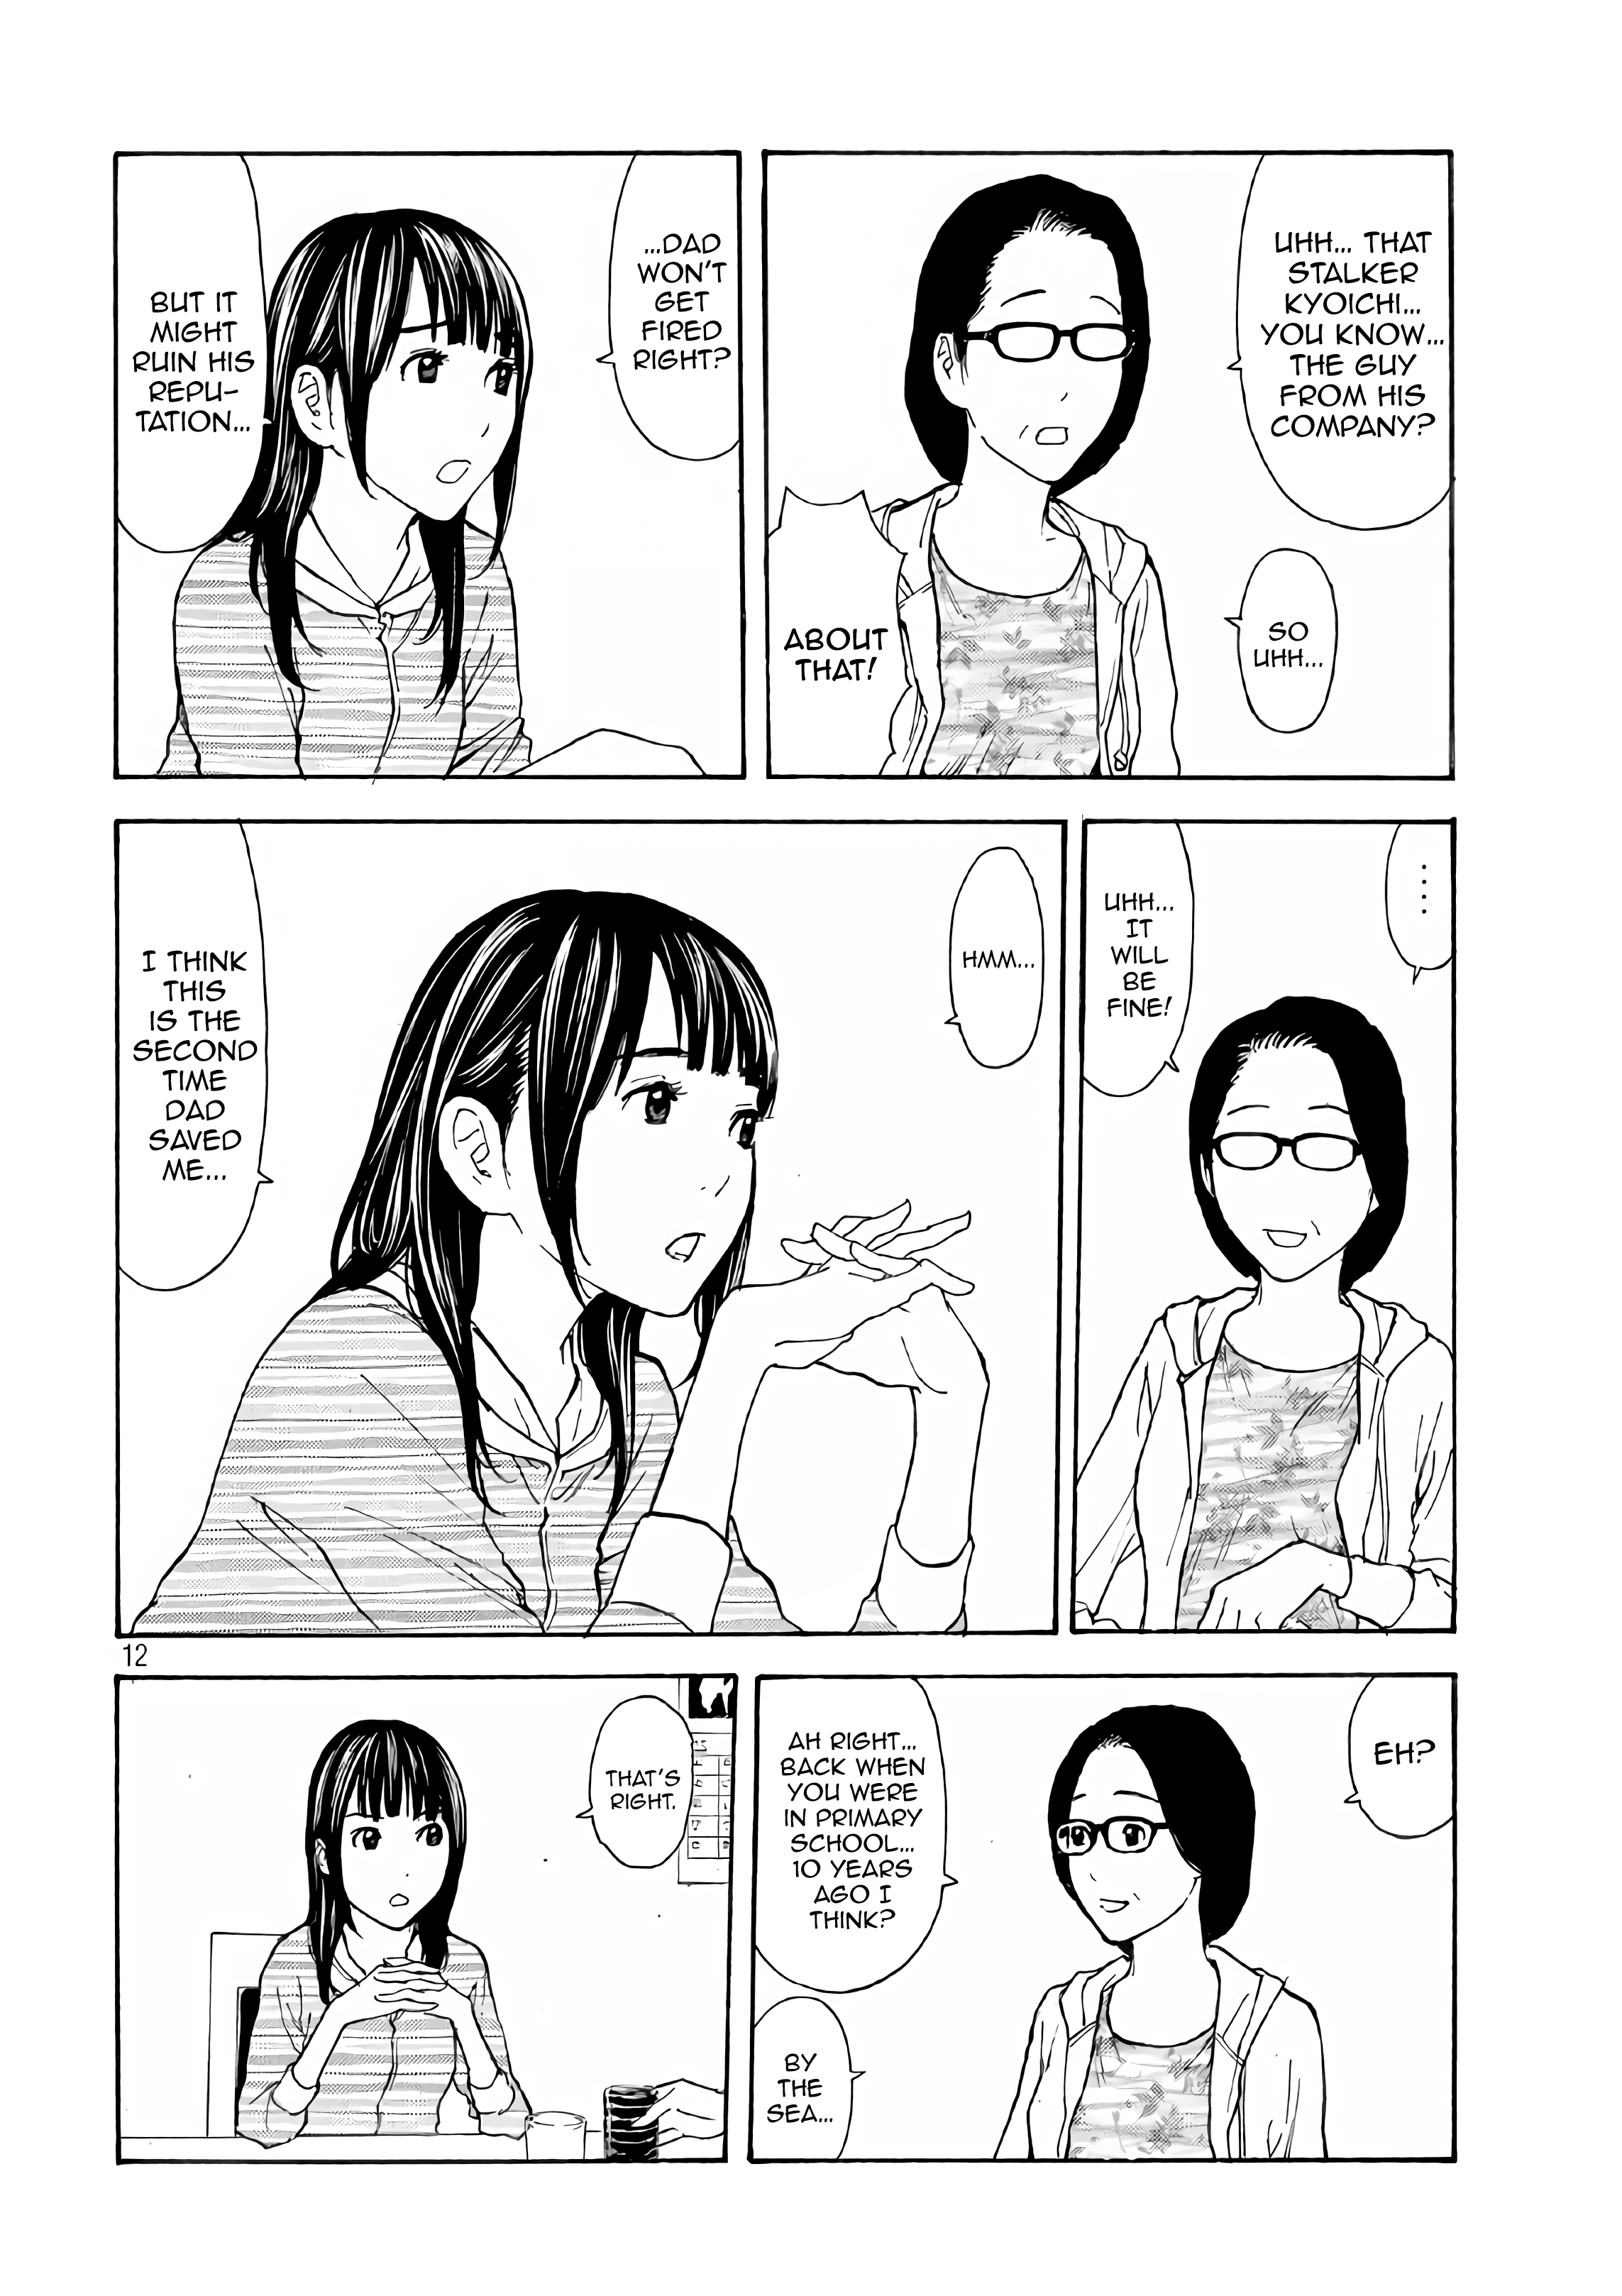 UHH... THAT
STALKER
KYOICHI...
YOU KNOW...
THE GUY
FROM HIS
COMPANY?
SO
UHH...
ABOUT
THAT!
...DAD
WON'T
GET
FIRED
RIGHT?
BUT IT
MIGHT
RUIN HIS
REPU-
TATION...
....
UHH...
IT
WILL
BE
FINE!
HMM...
I THINK
THIS
IS THE
SECOND
TIME
DAD
SAVED
ME...
12
EH?
AH RIGHT...
BACK WHEN
YOU WERE
IN PRIMARY
SCHOOL...
10 YEARS
AGO I
THINK?
BY
THE
SEA...
THAT'S
RIGHT.